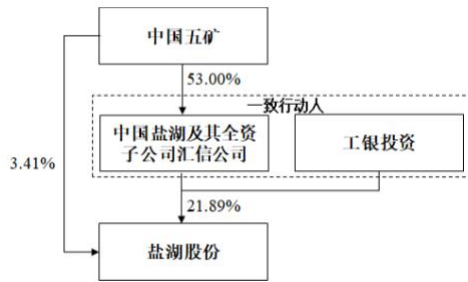 中国五矿
53.00%
一致行动人
中国盐湖及其全资
子公司汇信公司
工银投资
3.41%
21.89%
盐湖股份